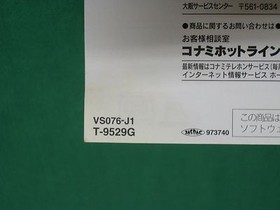 大阪サービスセンター 〒561-0834
●商品に関するお問い合わせは●
お客様相談室
コナミホットライン
最新情報はコナミテレホンサービス(毎
インターネット情報サービス ホー
VS076-J1
T-9529G
973740
この商品は
ソフトウェ